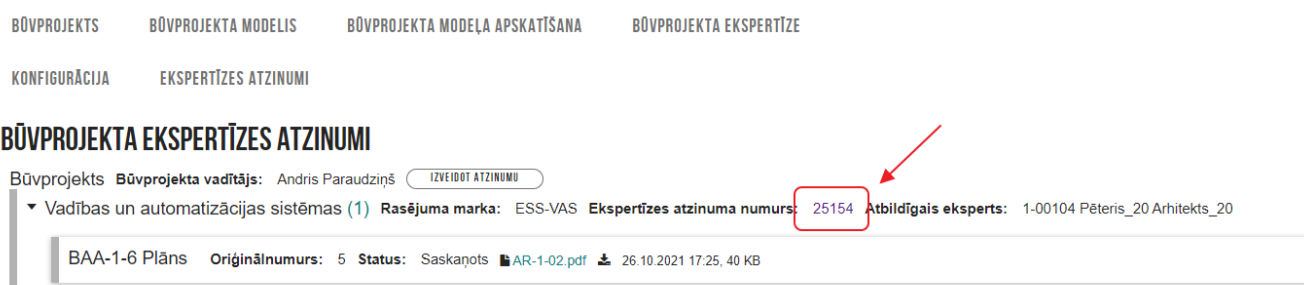 BŪVPROJEKTS BŪVPROJEKTA MODELIS BŪVPROJEKTA MODEĻA APSKATĪŠANA BŪVPROJEKTA EKSPERTĪZE
KONFIGURĀCIJA EKSPERTĪZES ATZINUMI
BŪVPROJEKTA EKSPERTĪZES ATZINUMI
Būvprojekts Būvprojekta vadītājs: Andris Paraudziņš IZVEIDOT ATZINUMU
Vadības un automatizācijas sistēmas (1) Rasējuma marka: ESS-VAS Ekspertīzes atzinuma numurs: 25154 Atbildīgais eksperts: 1-00104 Pēteris_20 Arhitekts_20
BAA-1-6 Plāns Oriģinālnumurs: 5 Status: Saskaņots AR-1-02.pdf 26.10.2021 17:25, 40 KB